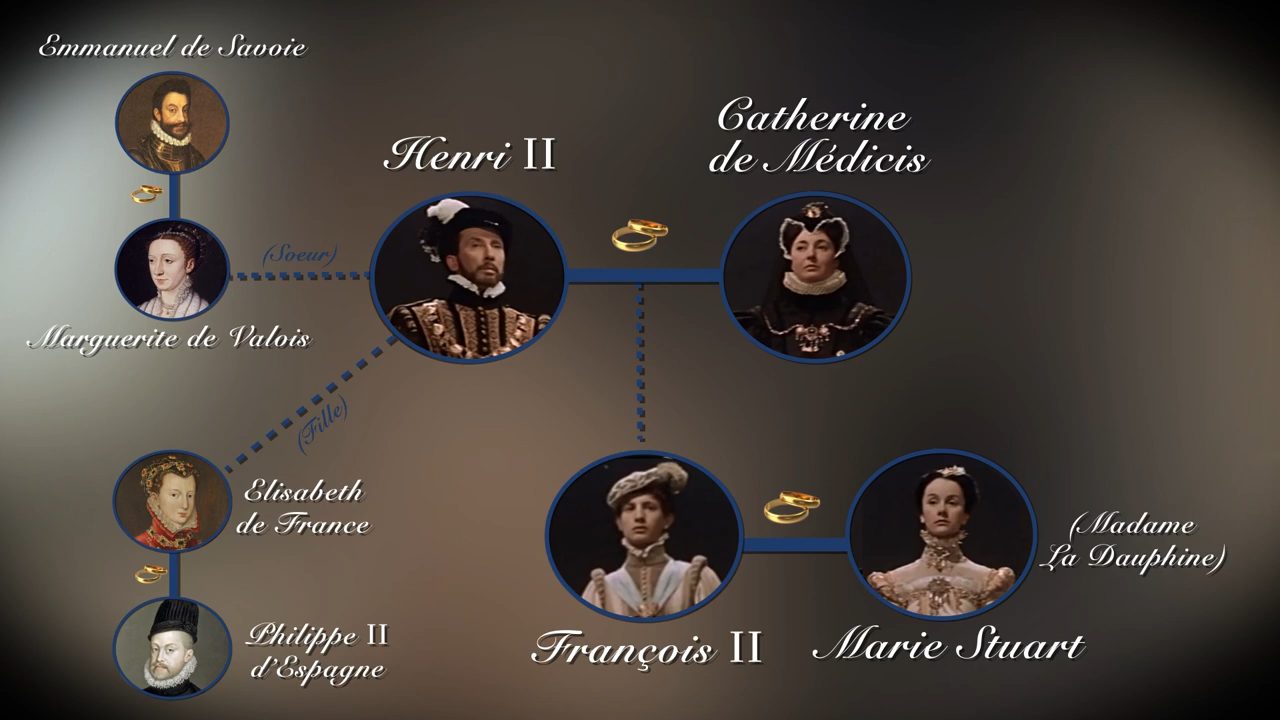 Emmanuel de Savoie
Henri II
Catherine
de Médicis
(Soeur)
Marguerite de Valois
(Fille)
Elisabeth
de France
(Madame
La Dauphine)
Philippe II
d'Espagne
François II
Marie Stuart